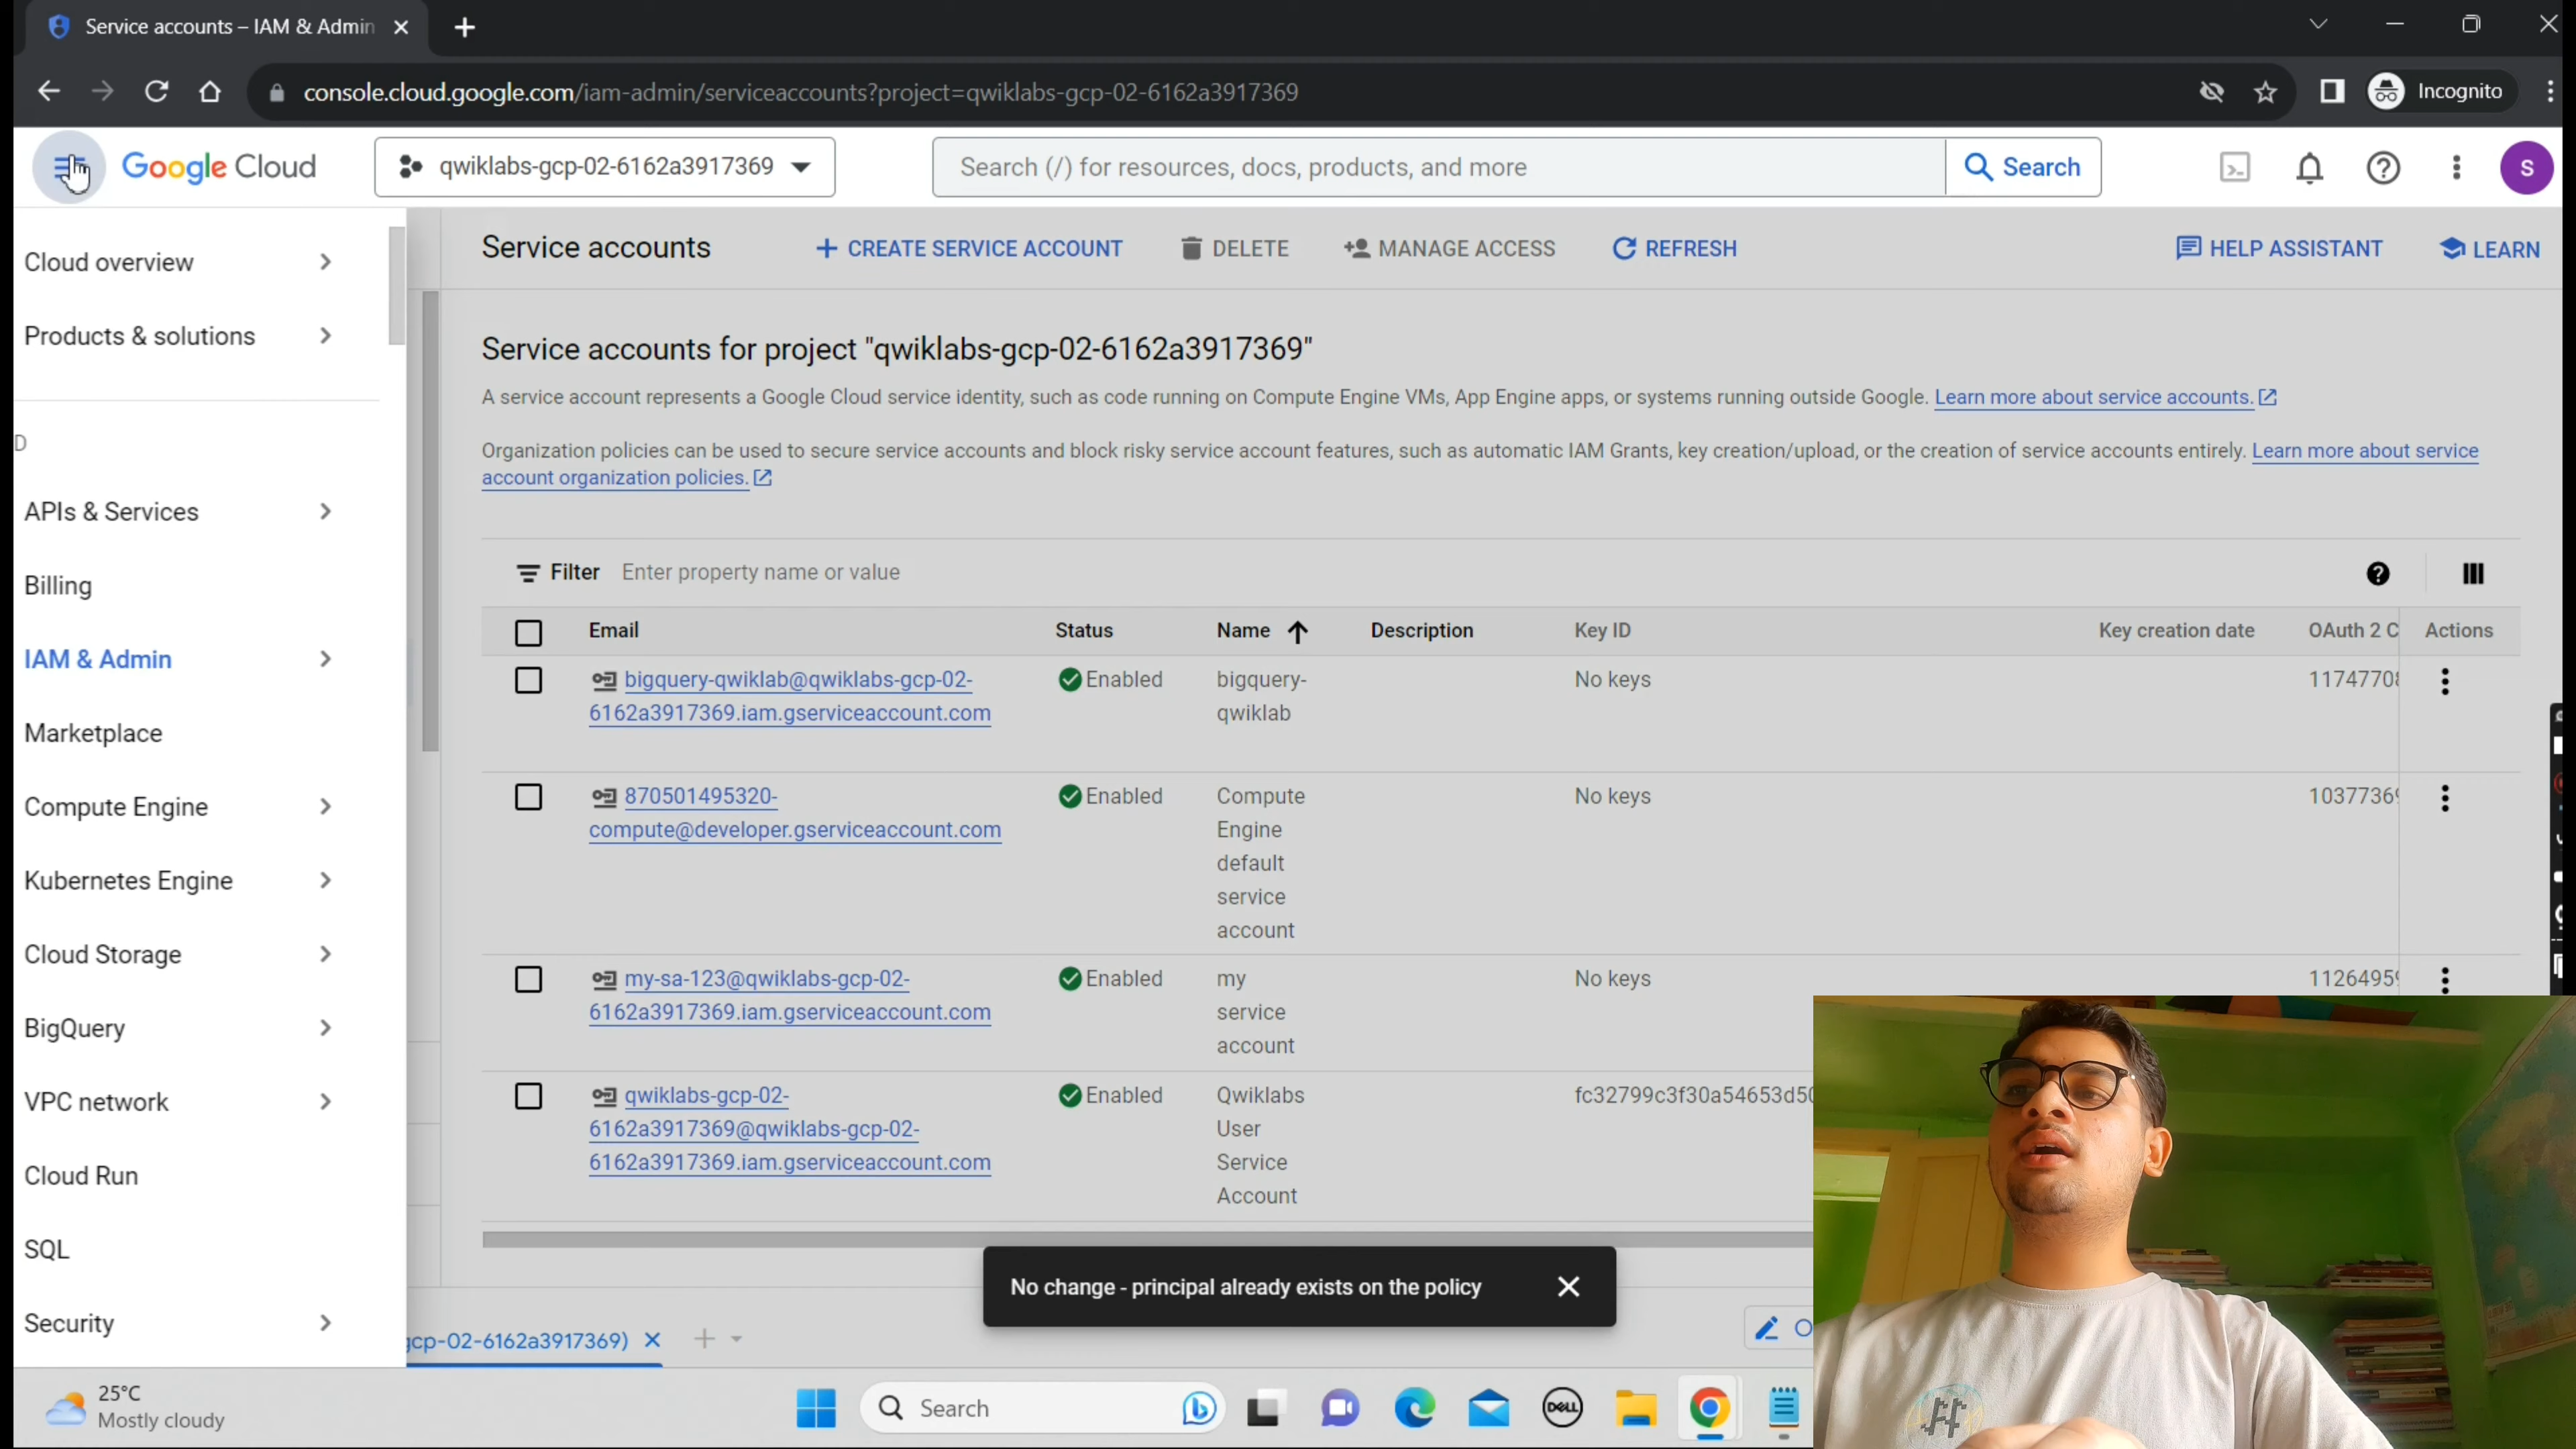 Service accounts – IAM & Admin
console.cloud.google.com/iam-admin/serviceaccounts?project=qwiklabs-gcp-02-6162a3917369
Incognito
Google Cloud
qwiklabs-gcp-02-6162a3917369
Search (/) for resources, docs, products, and more
Search
S
Cloud overview
Products & solutions
D
APIs & Services
Billing
IAM & Admin
Marketplace
Compute Engine
Kubernetes Engine
Cloud Storage
BigQuery
VPC network
Cloud Run
SQL
Security
Service accounts
CREATE SERVICE ACCOUNT
DELETE
MANAGE ACCESS
REFRESH
HELP ASSISTANT
LEARN
Service accounts for project "qwiklabs-gcp-02-6162a3917369"
A service account represents a Google Cloud service identity, such as code running on Compute Engine VMs, App Engine apps, or systems running outside Google. Learn more about service accounts.
Organization policies can be used to secure service accounts and block risky service account features, such as automatic IAM Grants, key creation/upload, or the creation of service accounts entirely. Learn more about service
account organization policies.
Filter Enter property name or value
Email Status Name Description Key ID Key creation date OAuth 2 C Actions
bigquery-qwiklab@qwiklabs-gcp-02- Enabled bigquery- No keys 11747708
6162a3917369.iam.gserviceaccount.com qwiklab
870501495320- Enabled Compute No keys 10377369
compute@developer.gserviceaccount.com Engine
default
service
account
my-sa-123@qwiklabs-gcp-02- Enabled my No keys 11264959
6162a3917369.iam.gserviceaccount.com service
account
qwiklabs-gcp-02- Enabled Qwiklabs fc32799c3f30a54653d50
6162a3917369@qwiklabs-gcp-02- User
6162a3917369.iam.gserviceaccount.com Service
Account
No change - principal already exists on the policy
gcp-02-6162a3917369)
O
25°C
Mostly cloudy
Search
DELL